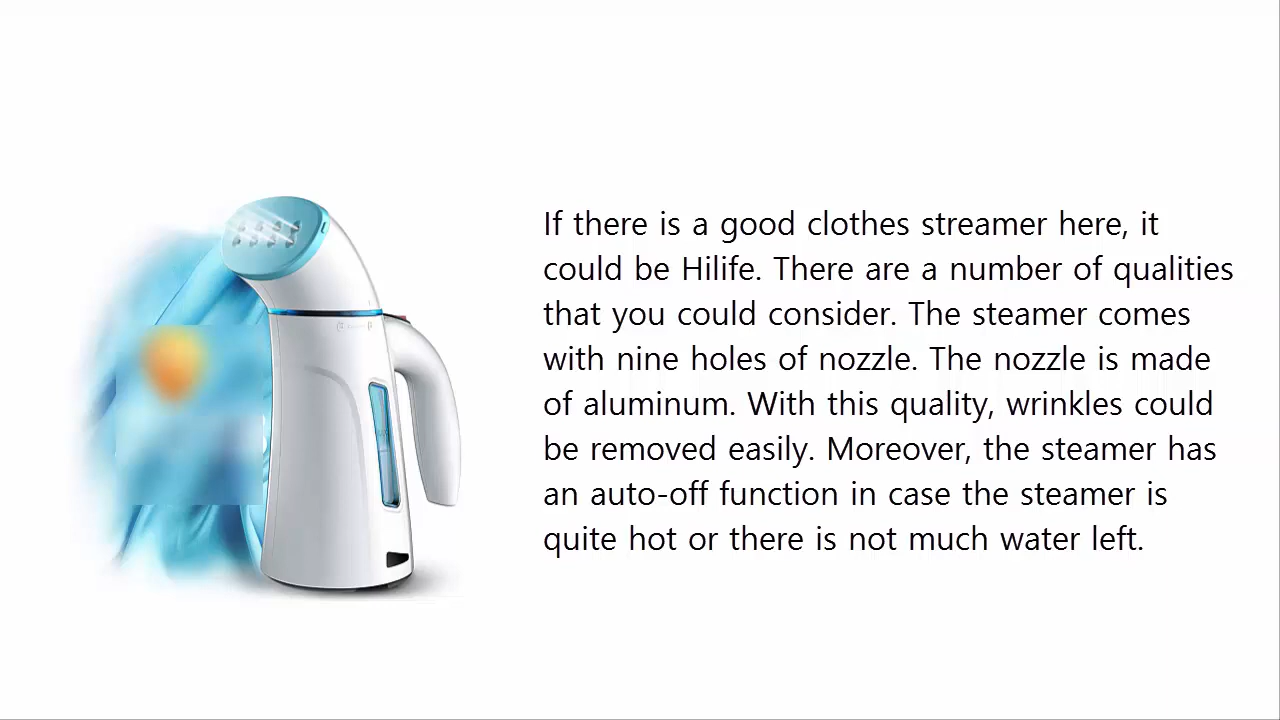 If there is a good clothes streamer here, it
could be Hilife. There are a number of qualities
that you could consider. The steamer comes
with nine holes of nozzle. The nozzle is made
of aluminum. With this quality, wrinkles could
be removed easily. Moreover, the steamer has
an auto-off function in case the steamer is
quite hot or there is not much water left.